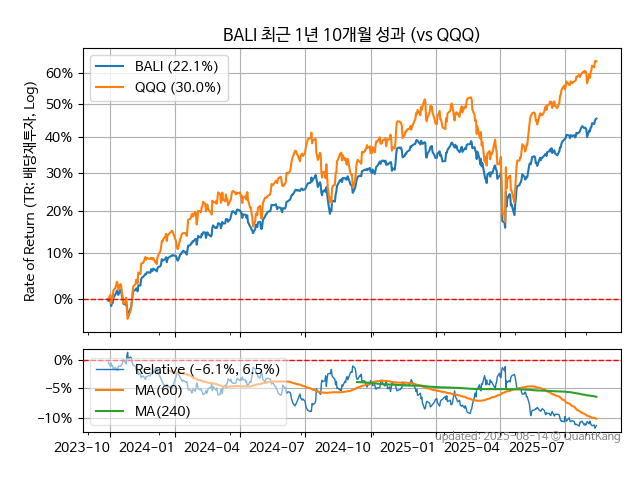 BALI 최근 1년 10개월 성과 (vs QQQ)
Rate of Return (TR: 배당재투자, Log)
BALI (22.1%)
QQQ (30.0%)
60%
50%
40%
30%
20%
10%
0%
Relative (−6.1%, 6.5%)
MA(60)
MA(240)
0%
−5%
−10%
2023-10
2024-01
2024-04
2024-07
2024-10
2025-01
2025-04
2025-07
updated: 2025-08-14 © QuantKang